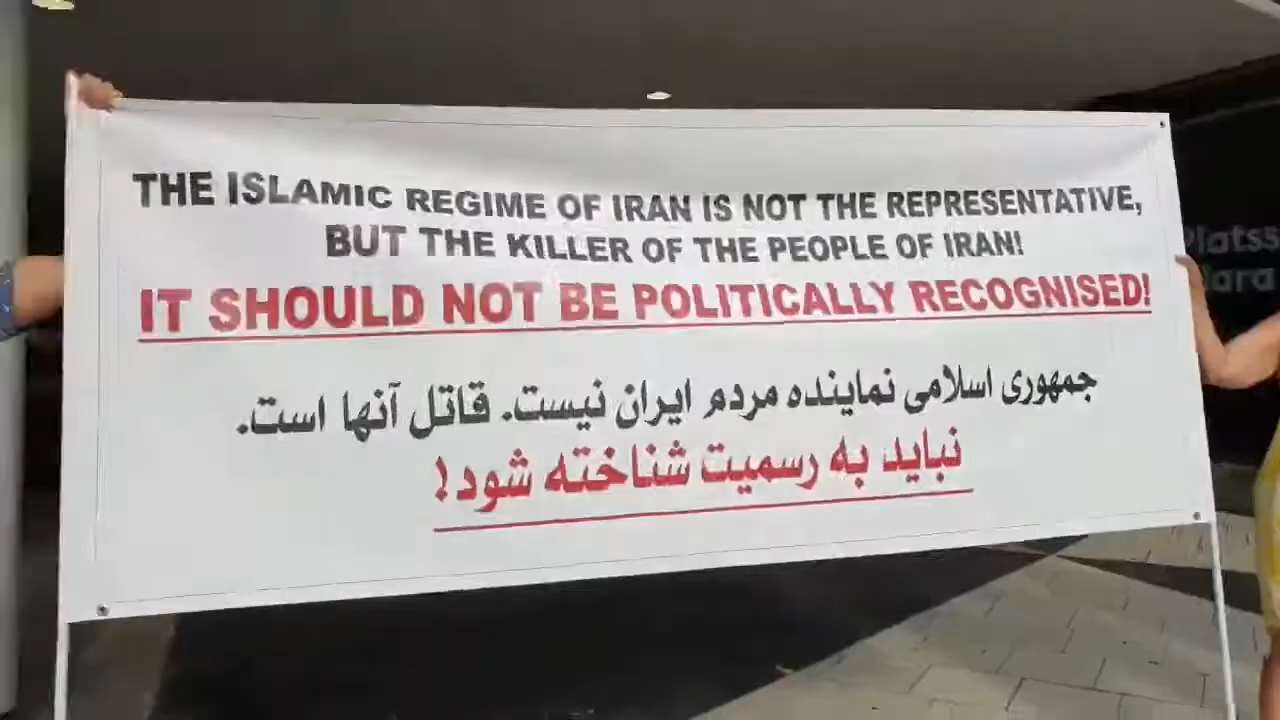 THE ISLAMIC REGIME OF IRAN IS NOT THE REPRESENTATIVE,
BUT THE KILLER OF THE PEOPLE OF IRAN!
IT SHOULD NOT BE POLITICALLY RECOGNISED!
جمهوری اسلامی نماینده مردم ایران نیست. قاتل آنها است.
نباید به رسمیت شناخته شود!